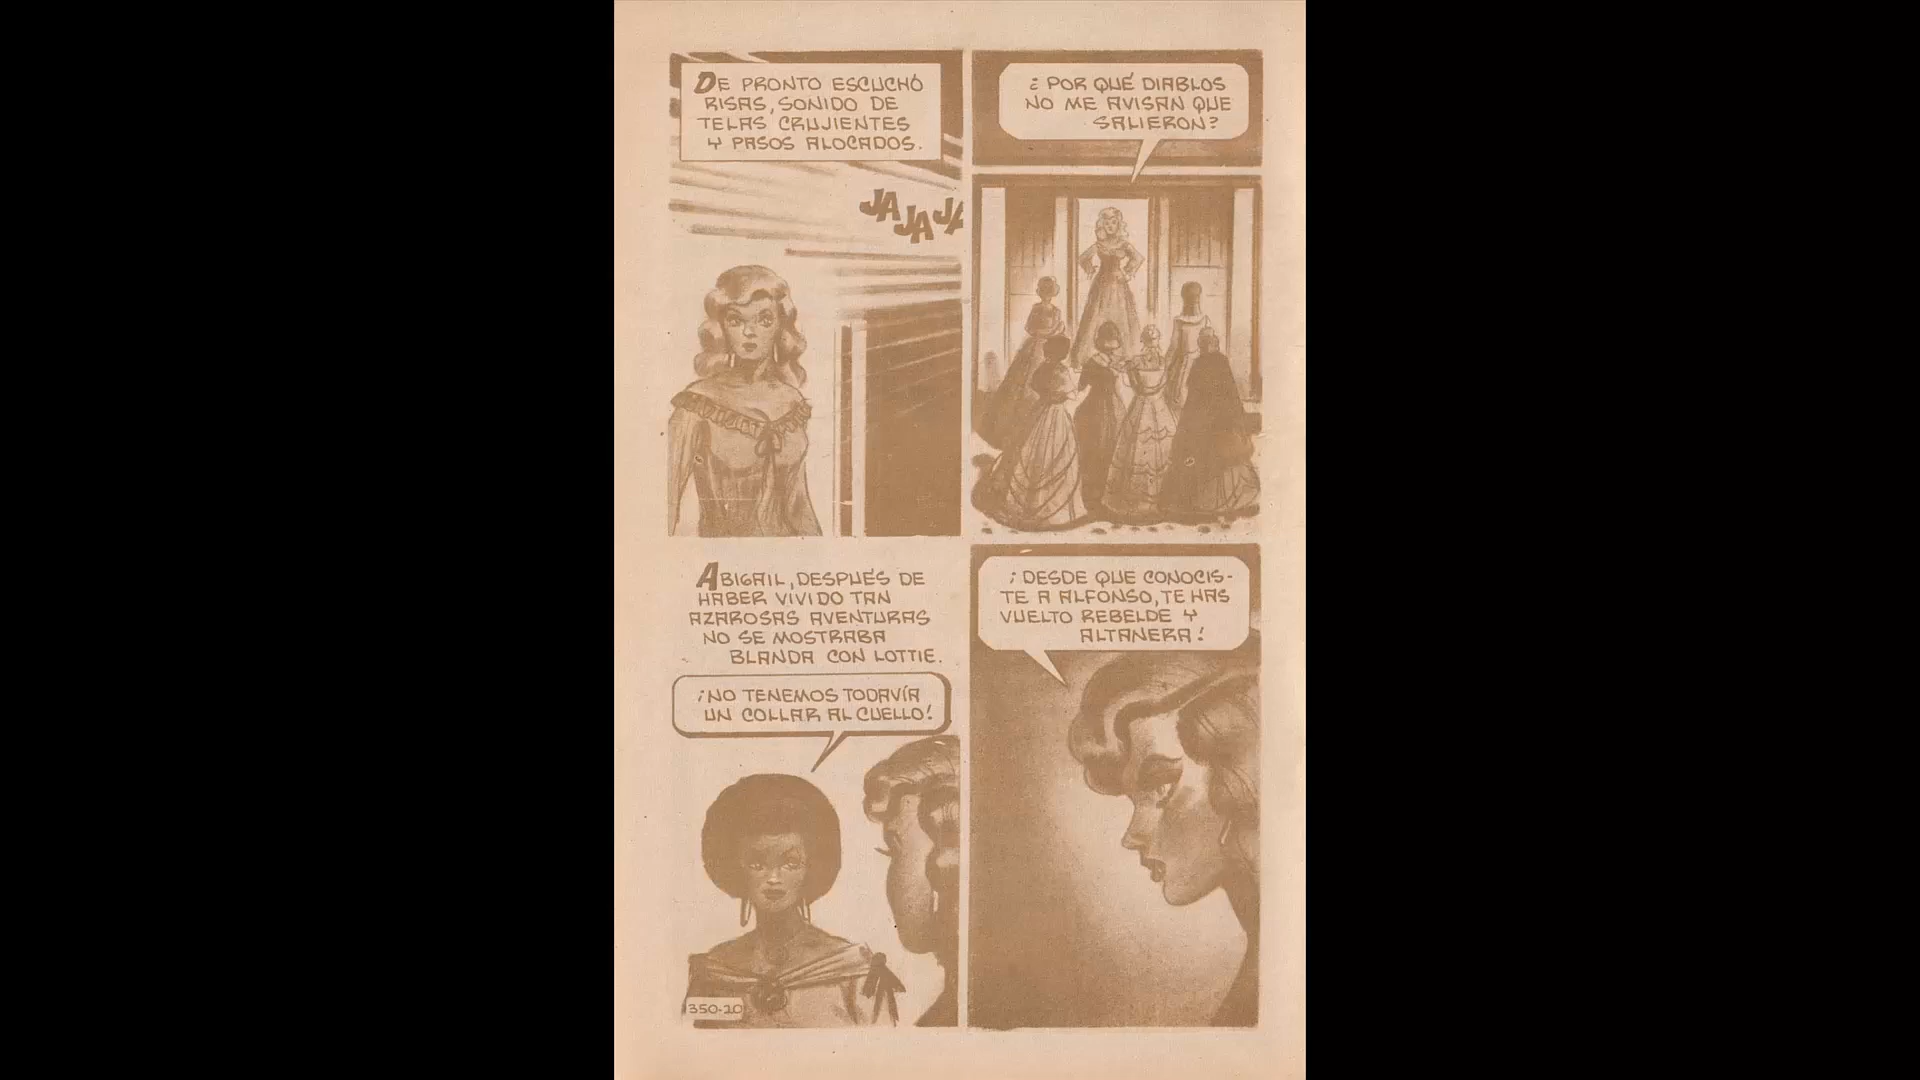 DE PRONTO ESCUCHÓ
RISAS, SONIDO DE
TELAS CRUJIENTES
Y PASOS ALOCADOS.
JA JA JA
¿POR QUÉ DIABLOS
NO ME AVISAN QUE
SALIERON?
ABIGAIL, DESPUÉS DE
HABER VIVIDO TAN
AZAROSAS AVENTURAS
NO SE MOSTRABA
BLANDA CON LOTTIE.
¡NO TENEMOS TODAVÍA
UN COLLAR AL CUELLO!
350-20
¡DESDE QUE CONOCIS-
TE A ALFONSO, TE HAS
VUELTO REBELDE Y
ALTANERA!